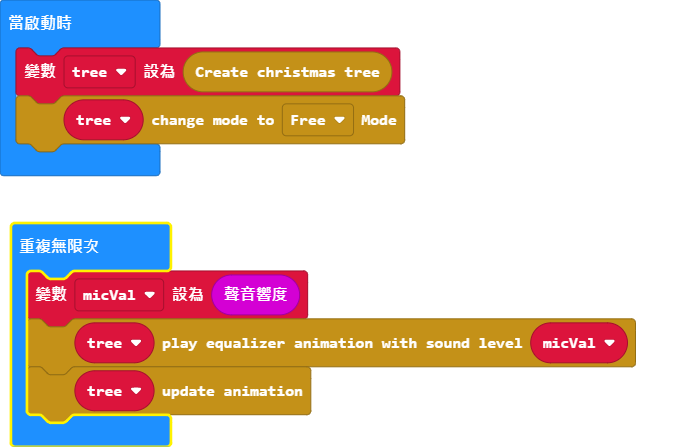 當啟動時
變數 tree 設為 Create christmas tree
tree change mode to Free Mode
重複無限次
變數 micVal 設為 聲音響度
tree play equalizer animation with sound level micVal
tree update animation